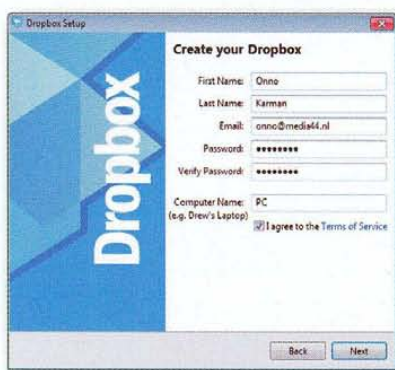 Dropbox Setup
Dropbox
Create your Dropbox
First Name: Onno
Last Name: Karman
Email: onno@media44.nl
Password: ••••••••
Verify Password: ••••••••
Computer Name: PC
(e.g. Drew's Laptop)
I agree to the Terms of Service
Back Next